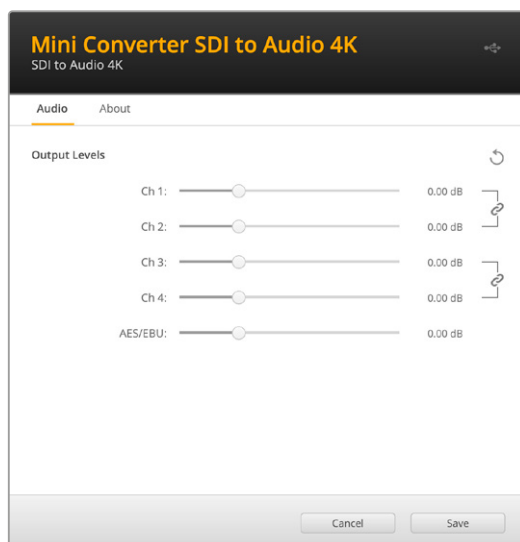 Mini Converter SDI to Audio 4K
SDI to Audio 4K
Audio About
Output Levels
Ch 1: 0.00 dB
Ch 2: 0.00 dB
Ch 3: 0.00 dB
Ch 4: 0.00 dB
AES/EBU: 0.00 dB
Cancel Save